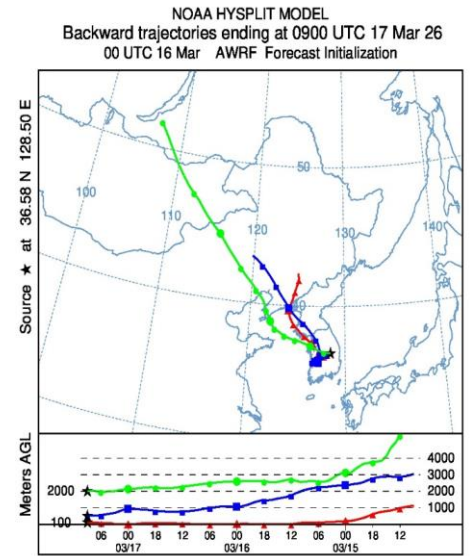 NOAA HYSPLIT MODEL
Backward trajectories ending at 0900 UTC 17 Mar 26
00 UTC 16 Mar AWRF Forecast Initialization
Source ★ at 36.58 N 128.50 E
50
100
110
120
130
140
40
Meters AGL
4000
3000
2000 2000
1000
100
06 00 18 12 06 00 18 12 06 00 18 12
03/17 03/16 03/15